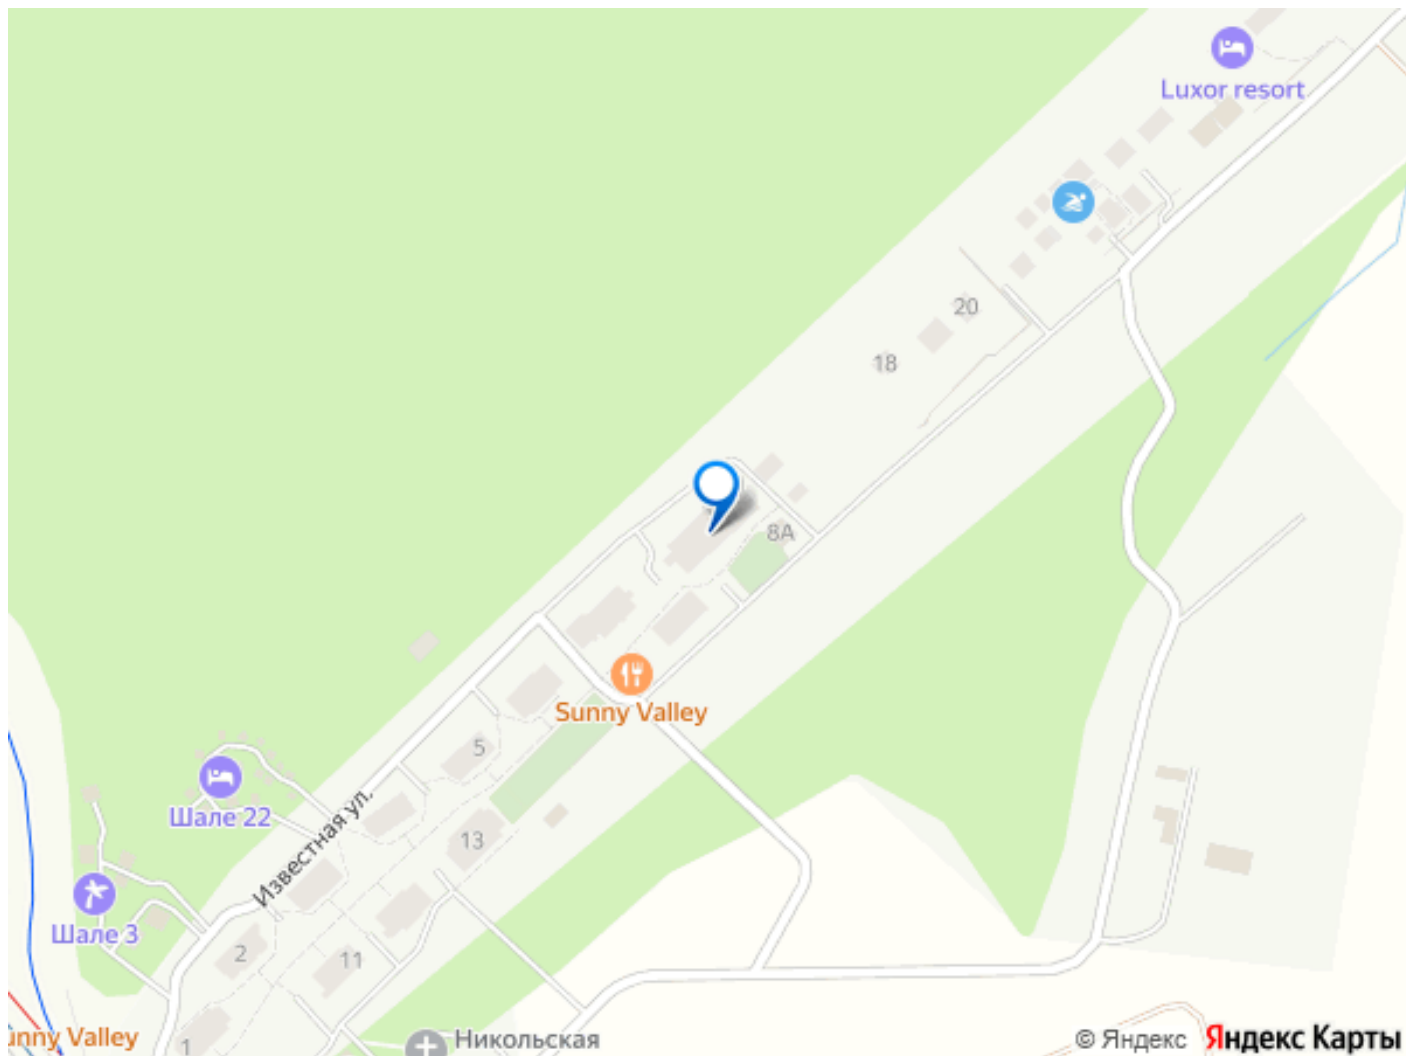 Luxor resort
20
18
8А
Sunny Valley
5
Шале 22
Известная ул.
13
Шале 3
2
11
unny Valley
1
Никольская
© Яндекс Яндекс Карты